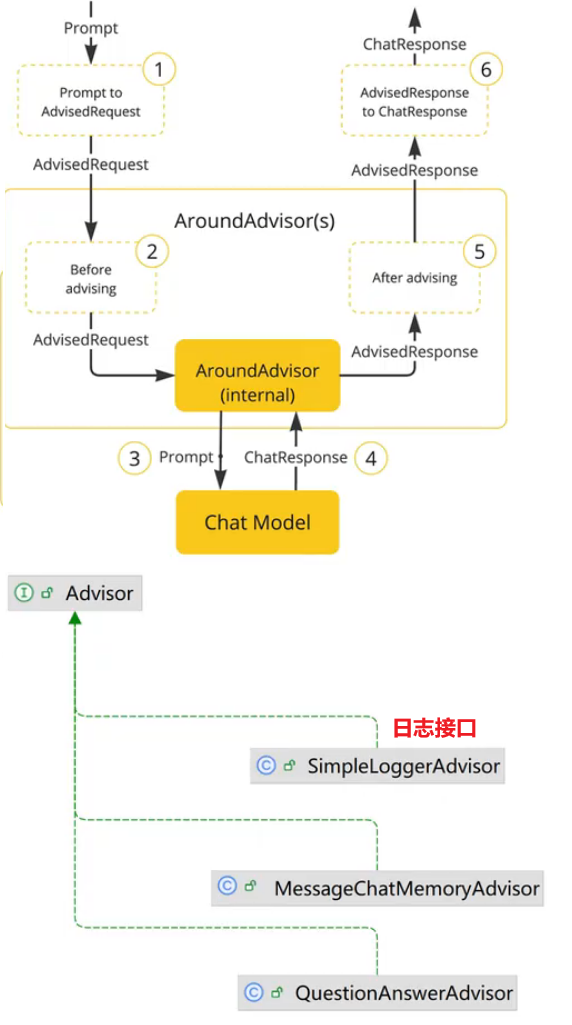 Prompt
ChatResponse
1
6
Prompt to
AdvisedRequest
AdvisedResponse
to ChatResponse
AdvisedRequest
AdvisedResponse
AroundAdvisor(s)
2
5
Before
advising
After advising
AdvisedRequest
AdvisedResponse
AroundAdvisor
(internal)
3
Prompt
ChatResponse
4
Chat Model
I
Advisor
日志接口
C
SimpleLoggerAdvisor
C
MessageChatMemoryAdvisor
C
QuestionAnswerAdvisor